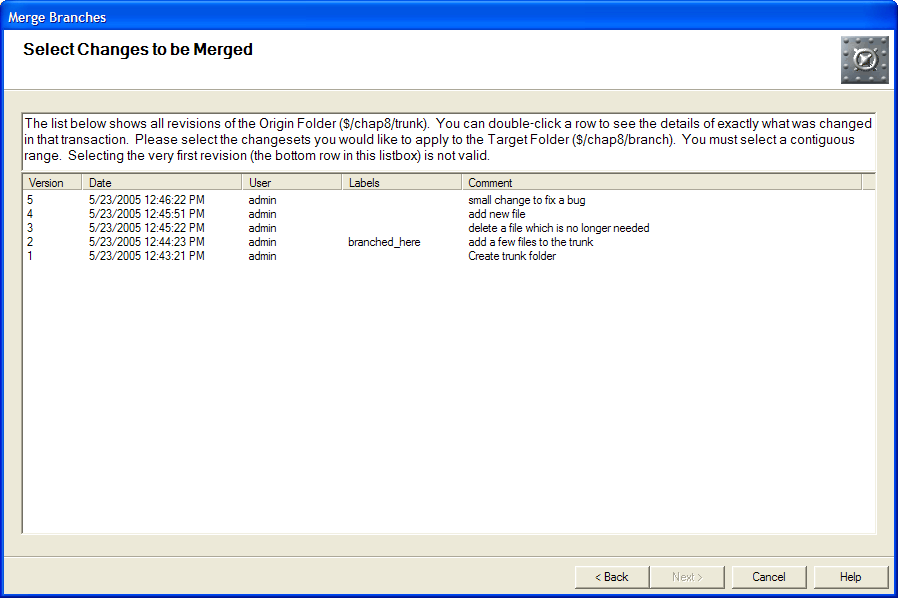 Merge Branches
Select Changes to be Merged
The list below shows all revisions of the Origin Folder ($/chap8/trunk).  You can double-click a row to see the details of exactly what was changed
in that transaction.  Please select the changesets you would like to apply to the Target Folder ($/chap8/branch).  You must select a contiguous
range.  Selecting the very first revision (the bottom row in this listbox) is not valid.
Version Date User Labels Comment
5 5/23/2005 12:46:22 PM admin small change to fix a bug
4 5/23/2005 12:45:51 PM admin add new file
3 5/23/2005 12:45:22 PM admin delete a file which is no longer needed
2 5/23/2005 12:44:23 PM admin branched_here add a few files to the trunk
1 5/23/2005 12:43:21 PM admin Create trunk folder
< Back Next > Cancel Help